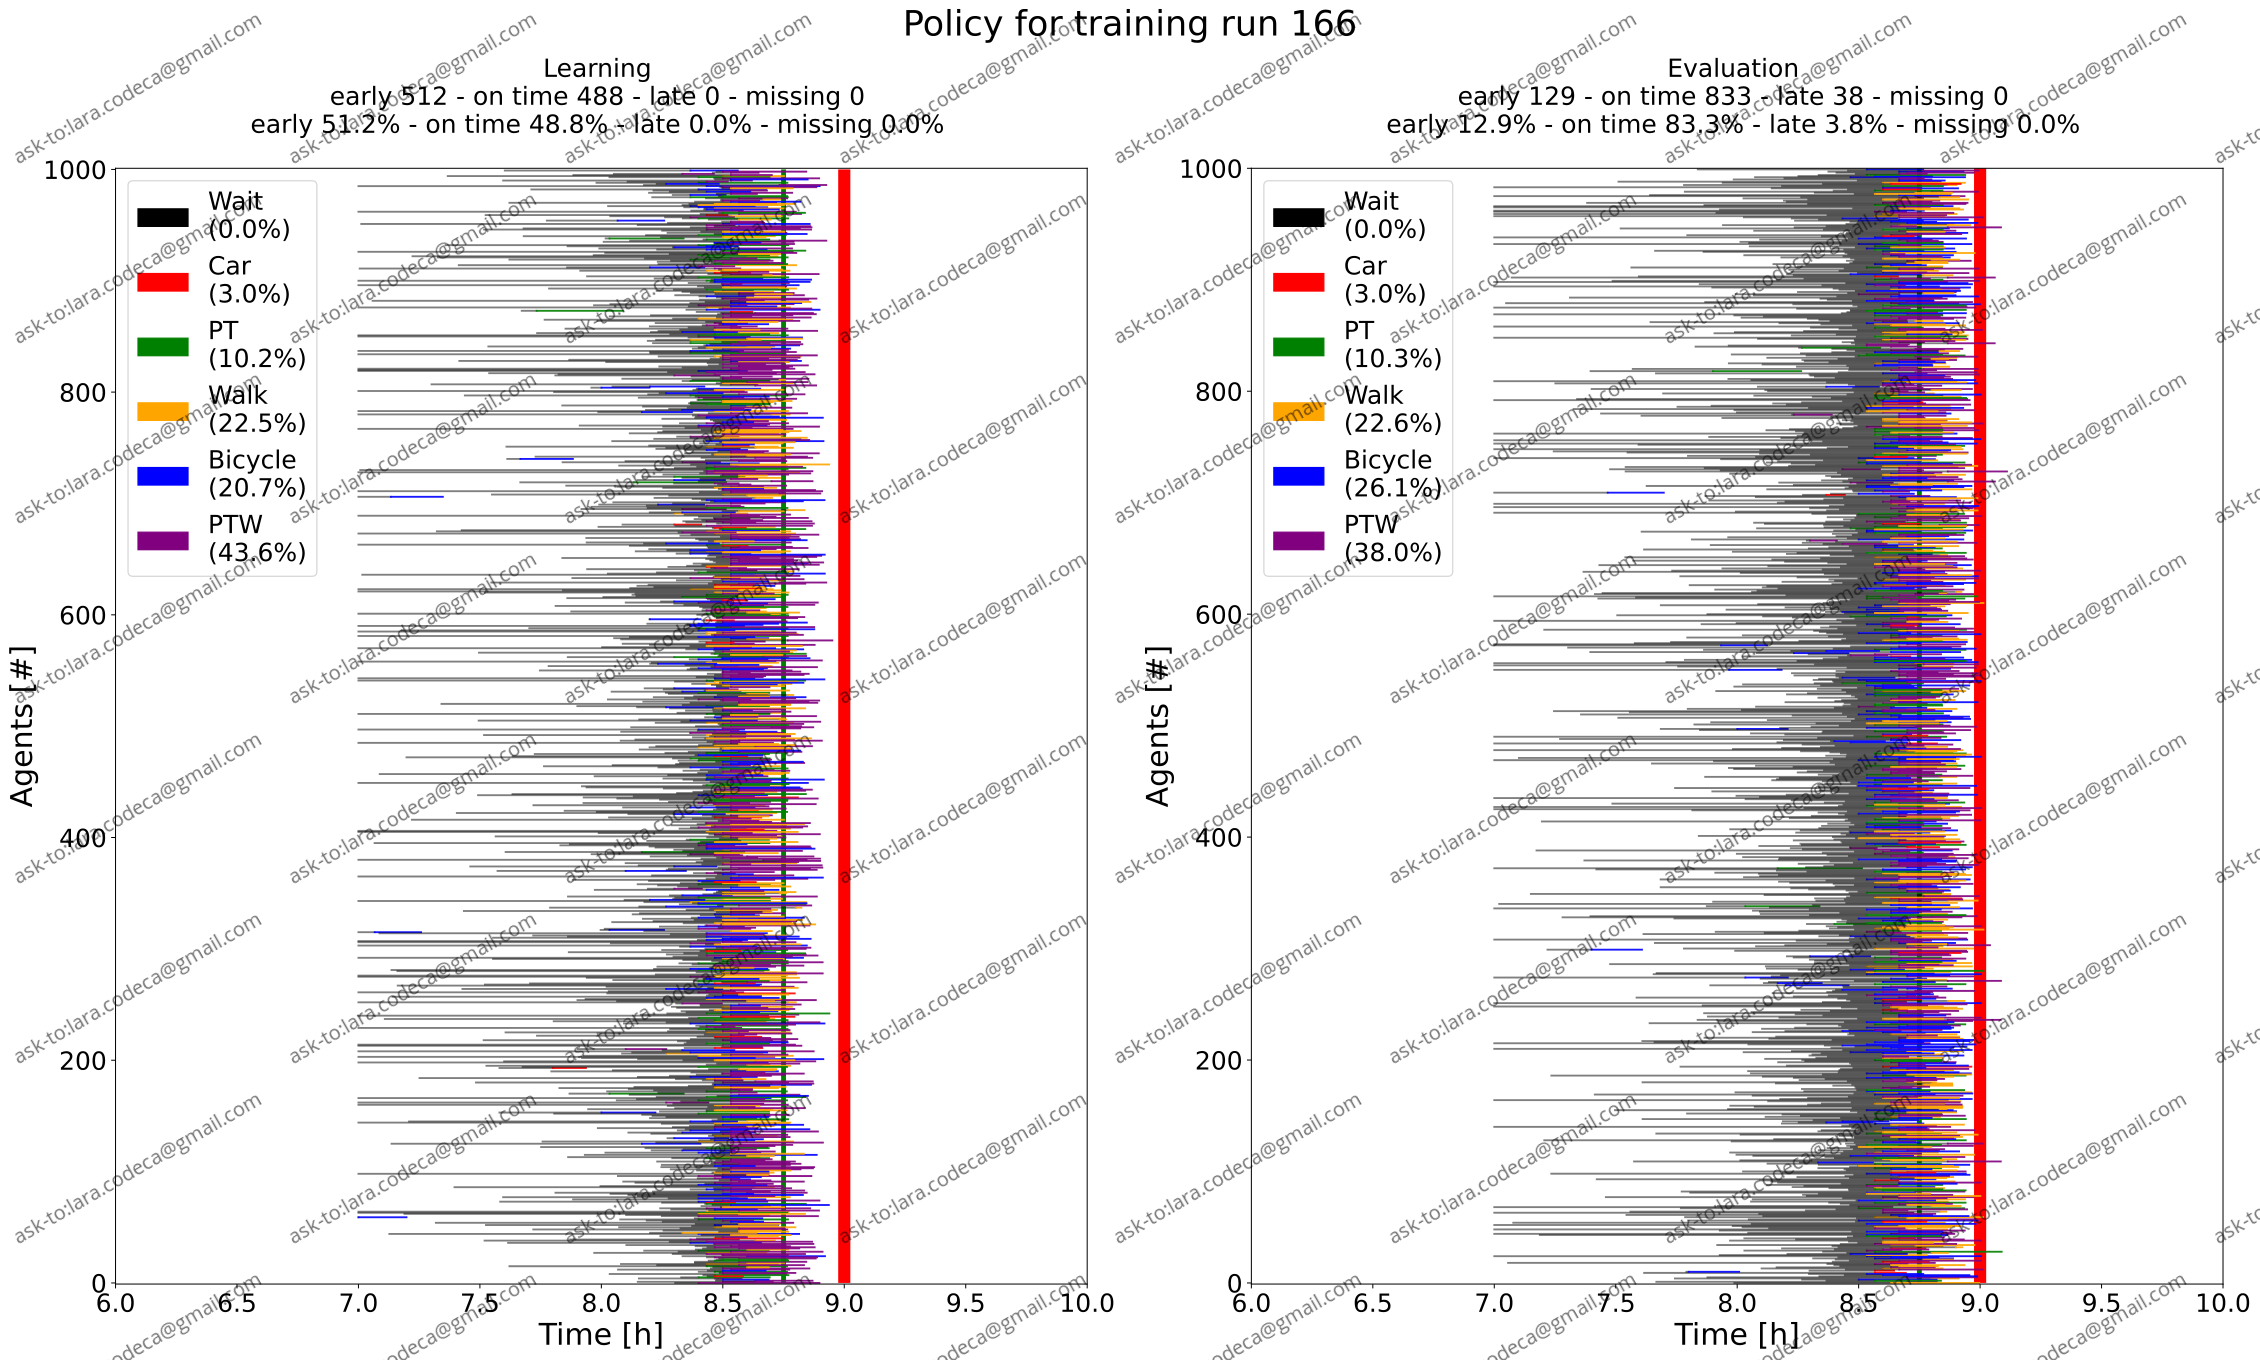 Policy for training run 166
Learning
early 512 - on time 488 - late 0 - missing 0
early 51.2% - on time 48.8% - late 0.0% - missing 0.0%
1000
800
600
400
200
0
Agents [#]
Wait
(0.0%)
Car
(3.0%)
PT
(10.2%)
Walk
(22.5%)
Bicycle
(20.7%)
PTW
(43.6%)
6.0 6.5 7.0 7.5 8.0 8.5 9.0 9.5 10.0
Time [h]
Evaluation
early 129 - on time 833 - late 38 - missing 0
early 12.9% - on time 83.3% - late 3.8% - missing 0.0%
1000
800
600
400
200
0
Agents [#]
Wait
(0.0%)
Car
(3.0%)
PT
(10.3%)
Walk
(22.6%)
Bicycle
(26.1%)
PTW
(38.0%)
6.0 6.5 7.0 7.5 8.0 8.5 9.0 9.5 10.0
Time [h]
ask-to:lara.codeca@gmail.com